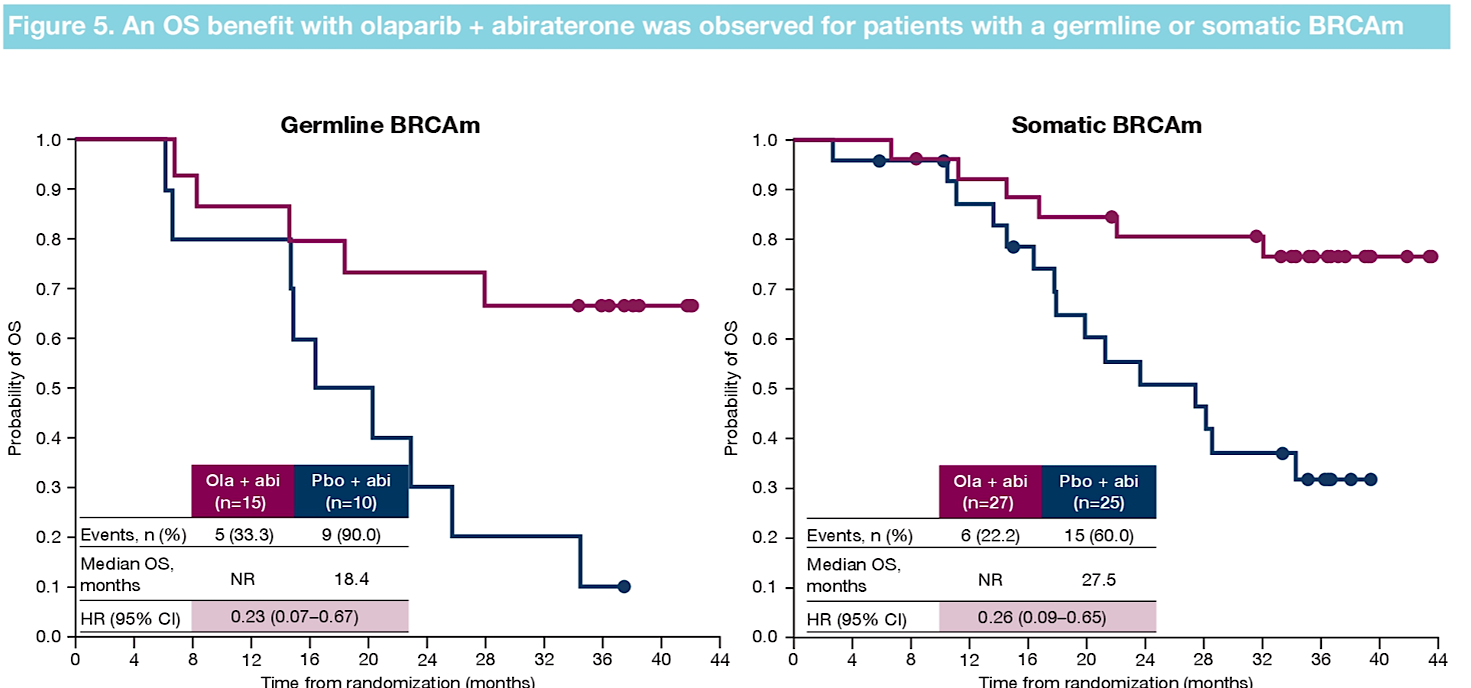 Figure 5. An OS benefit with olaparib + abiraterone was observed for patients with a germline or somatic BRCAm
Germline BRCAm
Probability of OS
1.0
0.9
0.8
0.7
0.6
0.5
0.4
0.3
0.2
0.1
0.0
Ola + abi (n=15) Pbo + abi (n=10)
Events, n (%) 5 (33.3) 9 (90.0)
Median OS, months NR 18.4
HR (95% CI) 0.23 (0.07–0.67)
0 4 8 12 16 20 24 28 32 36 40 44
Time from randomization (months)
Somatic BRCAm
Probability of OS
1.0
0.9
0.8
0.7
0.6
0.5
0.4
0.3
0.2
0.1
0.0
Ola + abi (n=27) Pbo + abi (n=25)
Events, n (%) 6 (22.2) 15 (60.0)
Median OS, months NR 27.5
HR (95% CI) 0.26 (0.09–0.65)
0 4 8 12 16 20 24 28 32 36 40 44
Time from randomization (months)